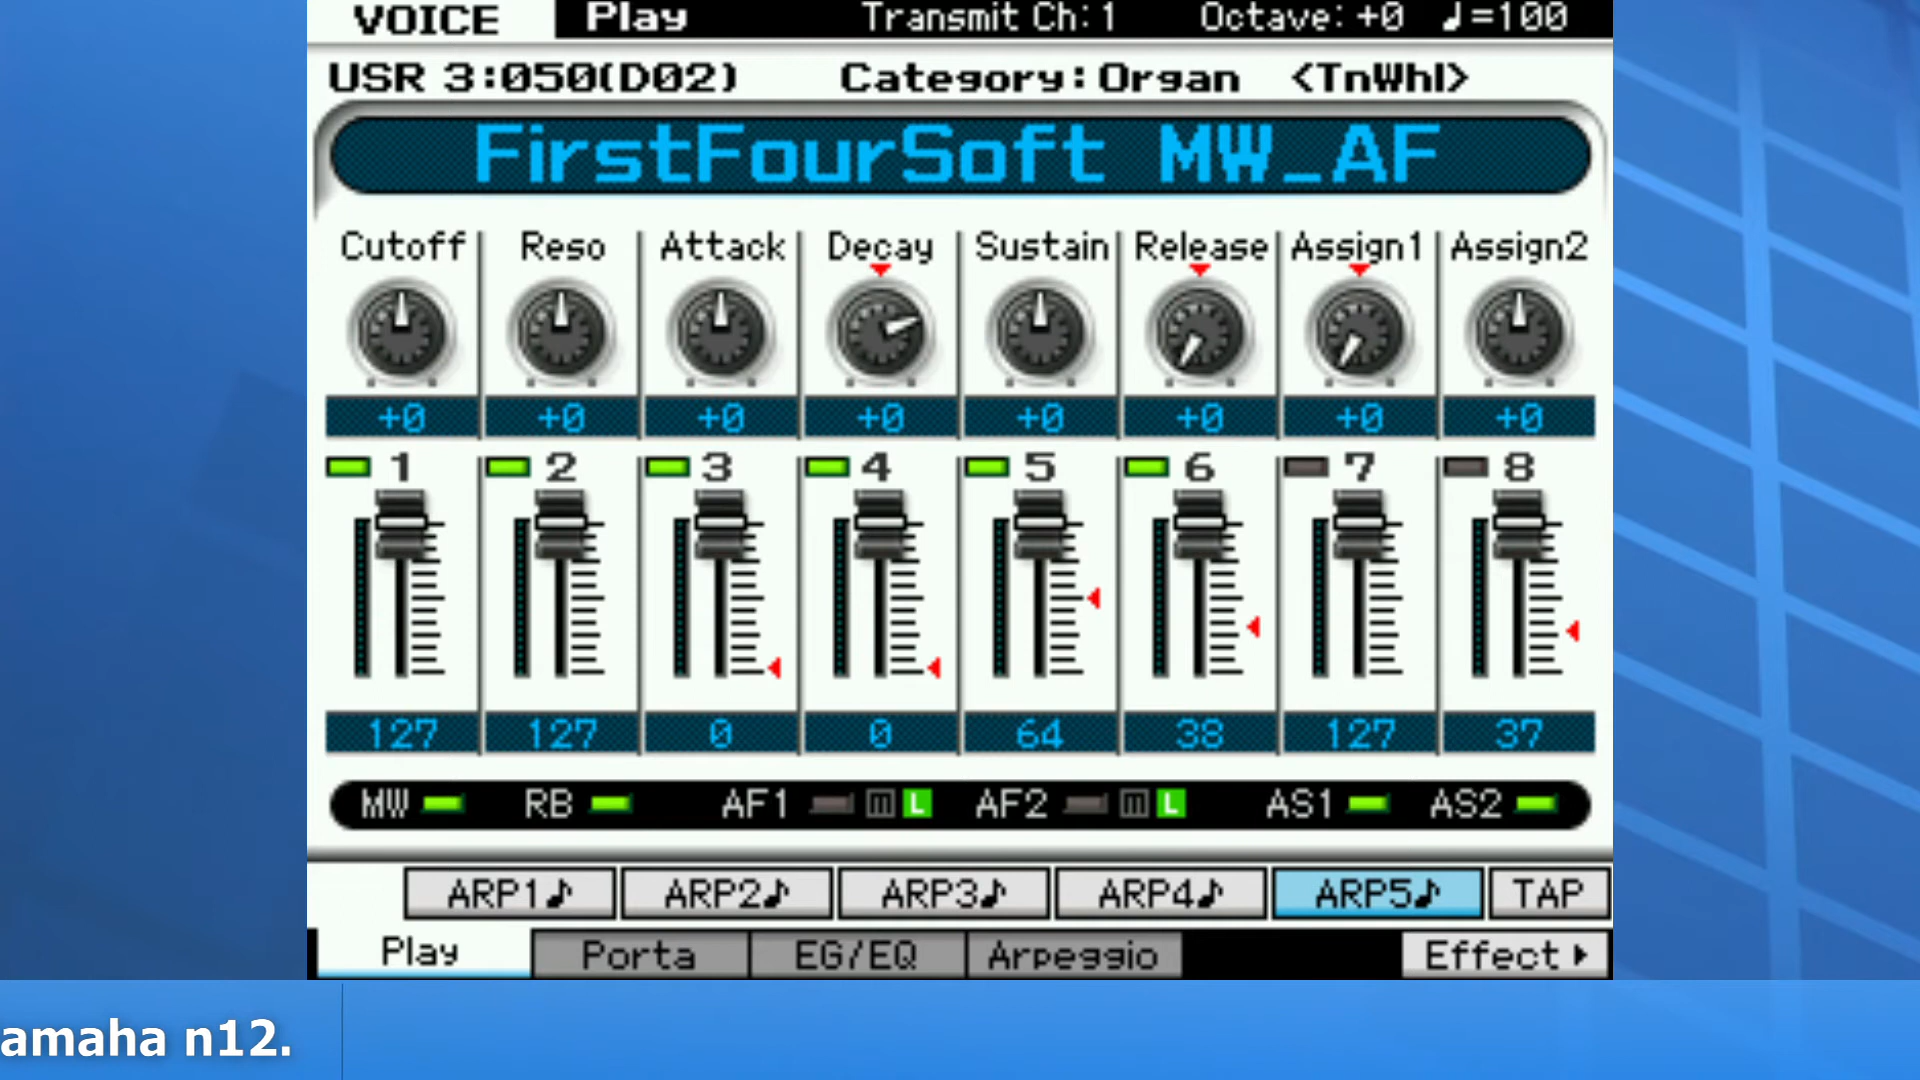 VOICE Play Transmit Ch: 1 Octave: +0 ♩=100
USR 3:050(D02) Category:Organ <TnWhl>
FirstFourSoft MW_AF
Cutoff Reso Attack Decay Sustain Release Assign1 Assign2
+0 +0 +0 +0 +0 +0 +0 +0
1 2 3 4 5 6 7 8
127 127 0 0 64 38 127 37
MW RB AF1 m L AF2 m L AS1 AS2
ARP1♪ ARP2♪ ARP3♪ ARP4♪ ARP5♪ TAP
Play Porta EG/EQ Arpeggio Effect
amaha n12.